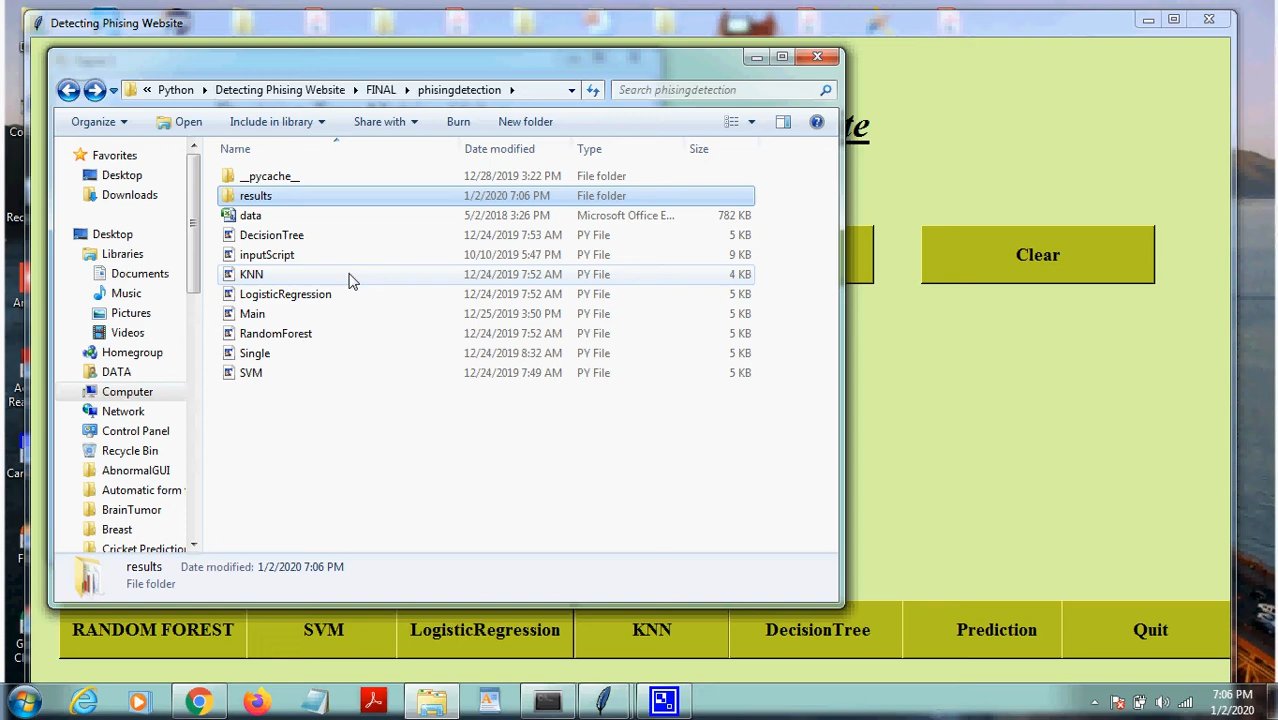 Detecting Phising Website
« Python Detecting Phising Website FINAL phisingdetection Search phisingdetection
Organize Open Include in library Share with Burn New folder
Name Date modified Type Size
Favorites
Desktop
Downloads
Desktop
Libraries
Documents
Music
Pictures
Videos
Homegroup
DATA
Computer
Network
Control Panel
Recycle Bin
AbnormalGUI
Automatic form
BrainTumor
Breast
Cricket Prediction
__pycache__ 12/28/2019 3:22 PM File folder
results 1/2/2020 7:06 PM File folder
data 5/2/2018 3:26 PM Microsoft Office E... 782 KB
DecisionTree 12/24/2019 7:53 AM PY File 5 KB
inputScript 10/10/2019 5:47 PM PY File 9 KB
KNN 12/24/2019 7:52 AM PY File 4 KB
LogisticRegression 12/24/2019 7:52 AM PY File 5 KB
Main 12/25/2019 3:50 PM PY File 5 KB
RandomForest 12/24/2019 7:52 AM PY File 5 KB
Single 12/24/2019 8:32 AM PY File 5 KB
SVM 12/24/2019 7:49 AM PY File 5 KB
results Date modified: 1/2/2020 7:06 PM
File folder
te
Clear
RANDOM FOREST SVM LogisticRegression KNN DecisionTree Prediction Quit
7:06 PM
1/2/2020